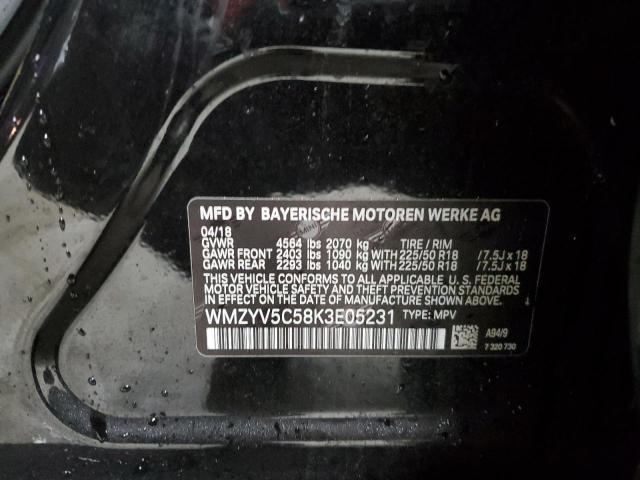 MFD BY BAYERISCHE MOTOREN WERKE AG
04/18
GVWR 4564 lbs 2070 kg TIRE / RIM
GAWR FRONT 2403 lbs 1090 kg WITH 225/50 R18 /7.5J x 18
GAWR REAR 2293 lbs 1040 kg WITH 225/50 R18 /7.5J x 18
THIS VEHICLE CONFORMS TO ALL APPLICABLE U.S. FEDERAL
MOTOR VEHICLE SAFETY, BUMPER, AND THEFT PREVENTION STANDARDS
IN EFFECT ON THE DATE OF MANUFACTURE SHOWN ABOVE.
WMZYV5C58K3E05231 TYPE: MPV
A94/9
7 320 730